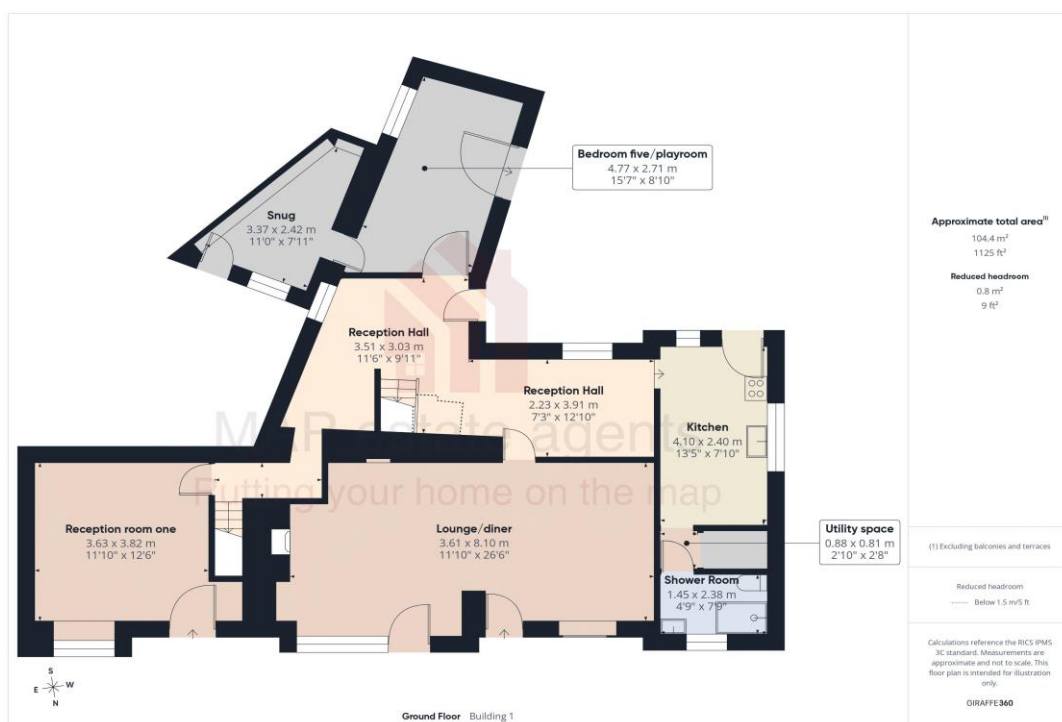 Bedroom five/playroom
4.77 x 2.71 m
15'7" x 8'10"
Snug
3.37 x 2.42 m
11'0" x 7'11"
Reception Hall
3.51 x 3.03 m
11'6" x 9'11"
Reception Hall
2.23 x 3.91 m
7'3" x 12'10"
Kitchen
4.10 x 2.40 m
13'5" x 7'10"
MAP estate agents
Putting your home on the map
Reception room one
3.63 x 3.82 m
11'10" x 12'6"
Lounge/diner
3.61 x 8.10 m
11'10" x 26'6"
Utility space
0.88 x 0.81 m
2'10" x 2'8"
Shower Room
1.45 x 2.38 m
4'9" x 7'9"
S
E W
N
Ground Floor Building 1
Approximate total area(1)
104.4 m²
1125 ft²
Reduced headroom
0.8 m²
9 ft²
(1) Excluding balconies and terraces
Reduced headroom
Below 1.5 m/5 ft
Calculations reference the RICS IPMS
3C standard. Measurements are
approximate and not to scale. This
floor plan is intended for illustration
only.
GIRAFFE360